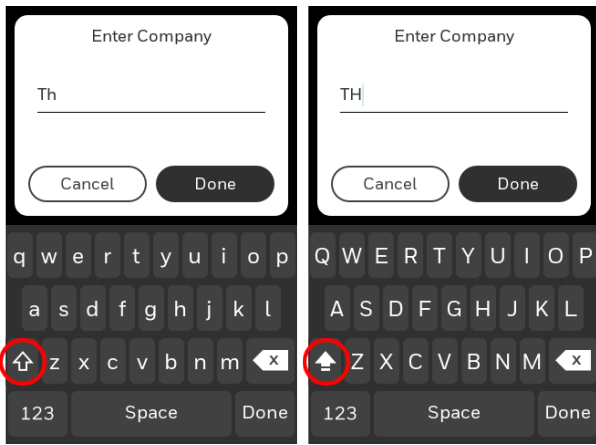 Enter Company
Th
Cancel Done
q w e r t y u i o p
a s d f g h j k l
z x c v b n m x
123 Space Done
Enter Company
TH
Cancel Done
Q W E R T Y U I O P
A S D F G H J K L
Z X C V B N M x
123 Space Done